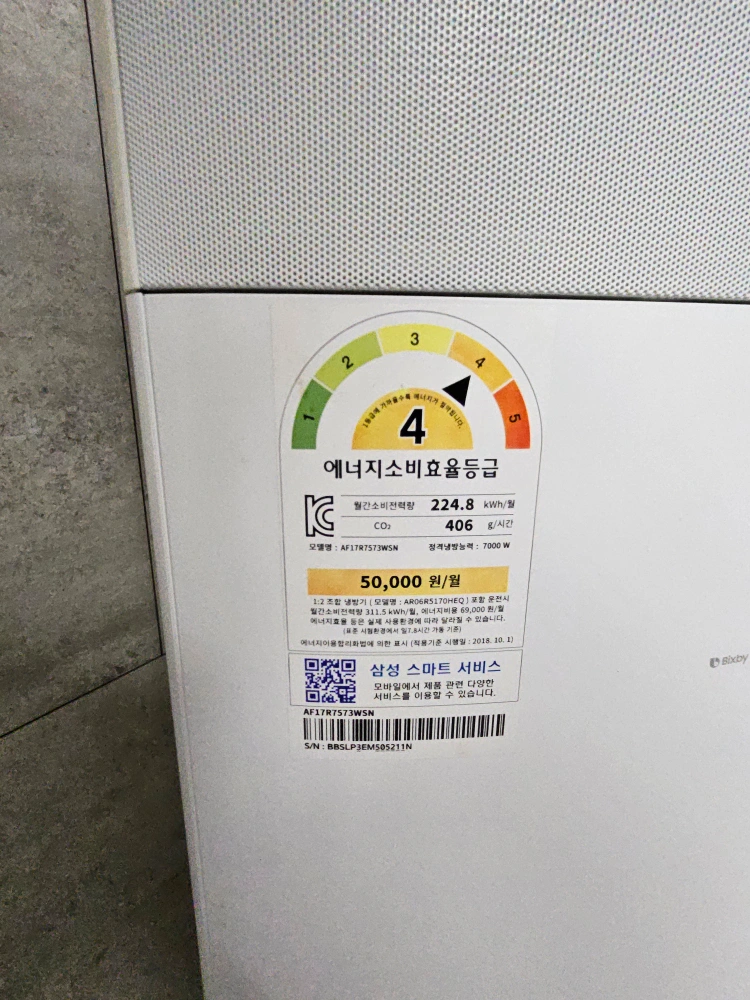 1 2 3 4 5
1등급에 가까울수록 에너지가 절약됩니다.
4
에너지소비효율등급
월간소비전력량 224.8 kWh/월
CO₂ 406 g/시간
모델명 : AF17R7573WSN 정격냉방능력 : 7000 W
50,000 원/월
1:2 조합 냉방기 ( 모델명 : AR06R5170HEQ ) 포함 운전시
월간소비전력량 311.5 kWh/월, 에너지비용 69,000 원/월
에너지효율 등은 실제 사용환경에 따라 달라질 수 있습니다.
(표준 시험환경에서 일7.8시간 가동 기준)
에너지이용합리화법에 의한 표시 (적용기준 시행일 : 2018. 10. 1)
삼성 스마트 서비스
모바일에서 제품 관련 다양한
서비스를 이용할 수 있습니다.
AF17R7573WSN
S/N : BBSLP3EMS05211N
Bixby